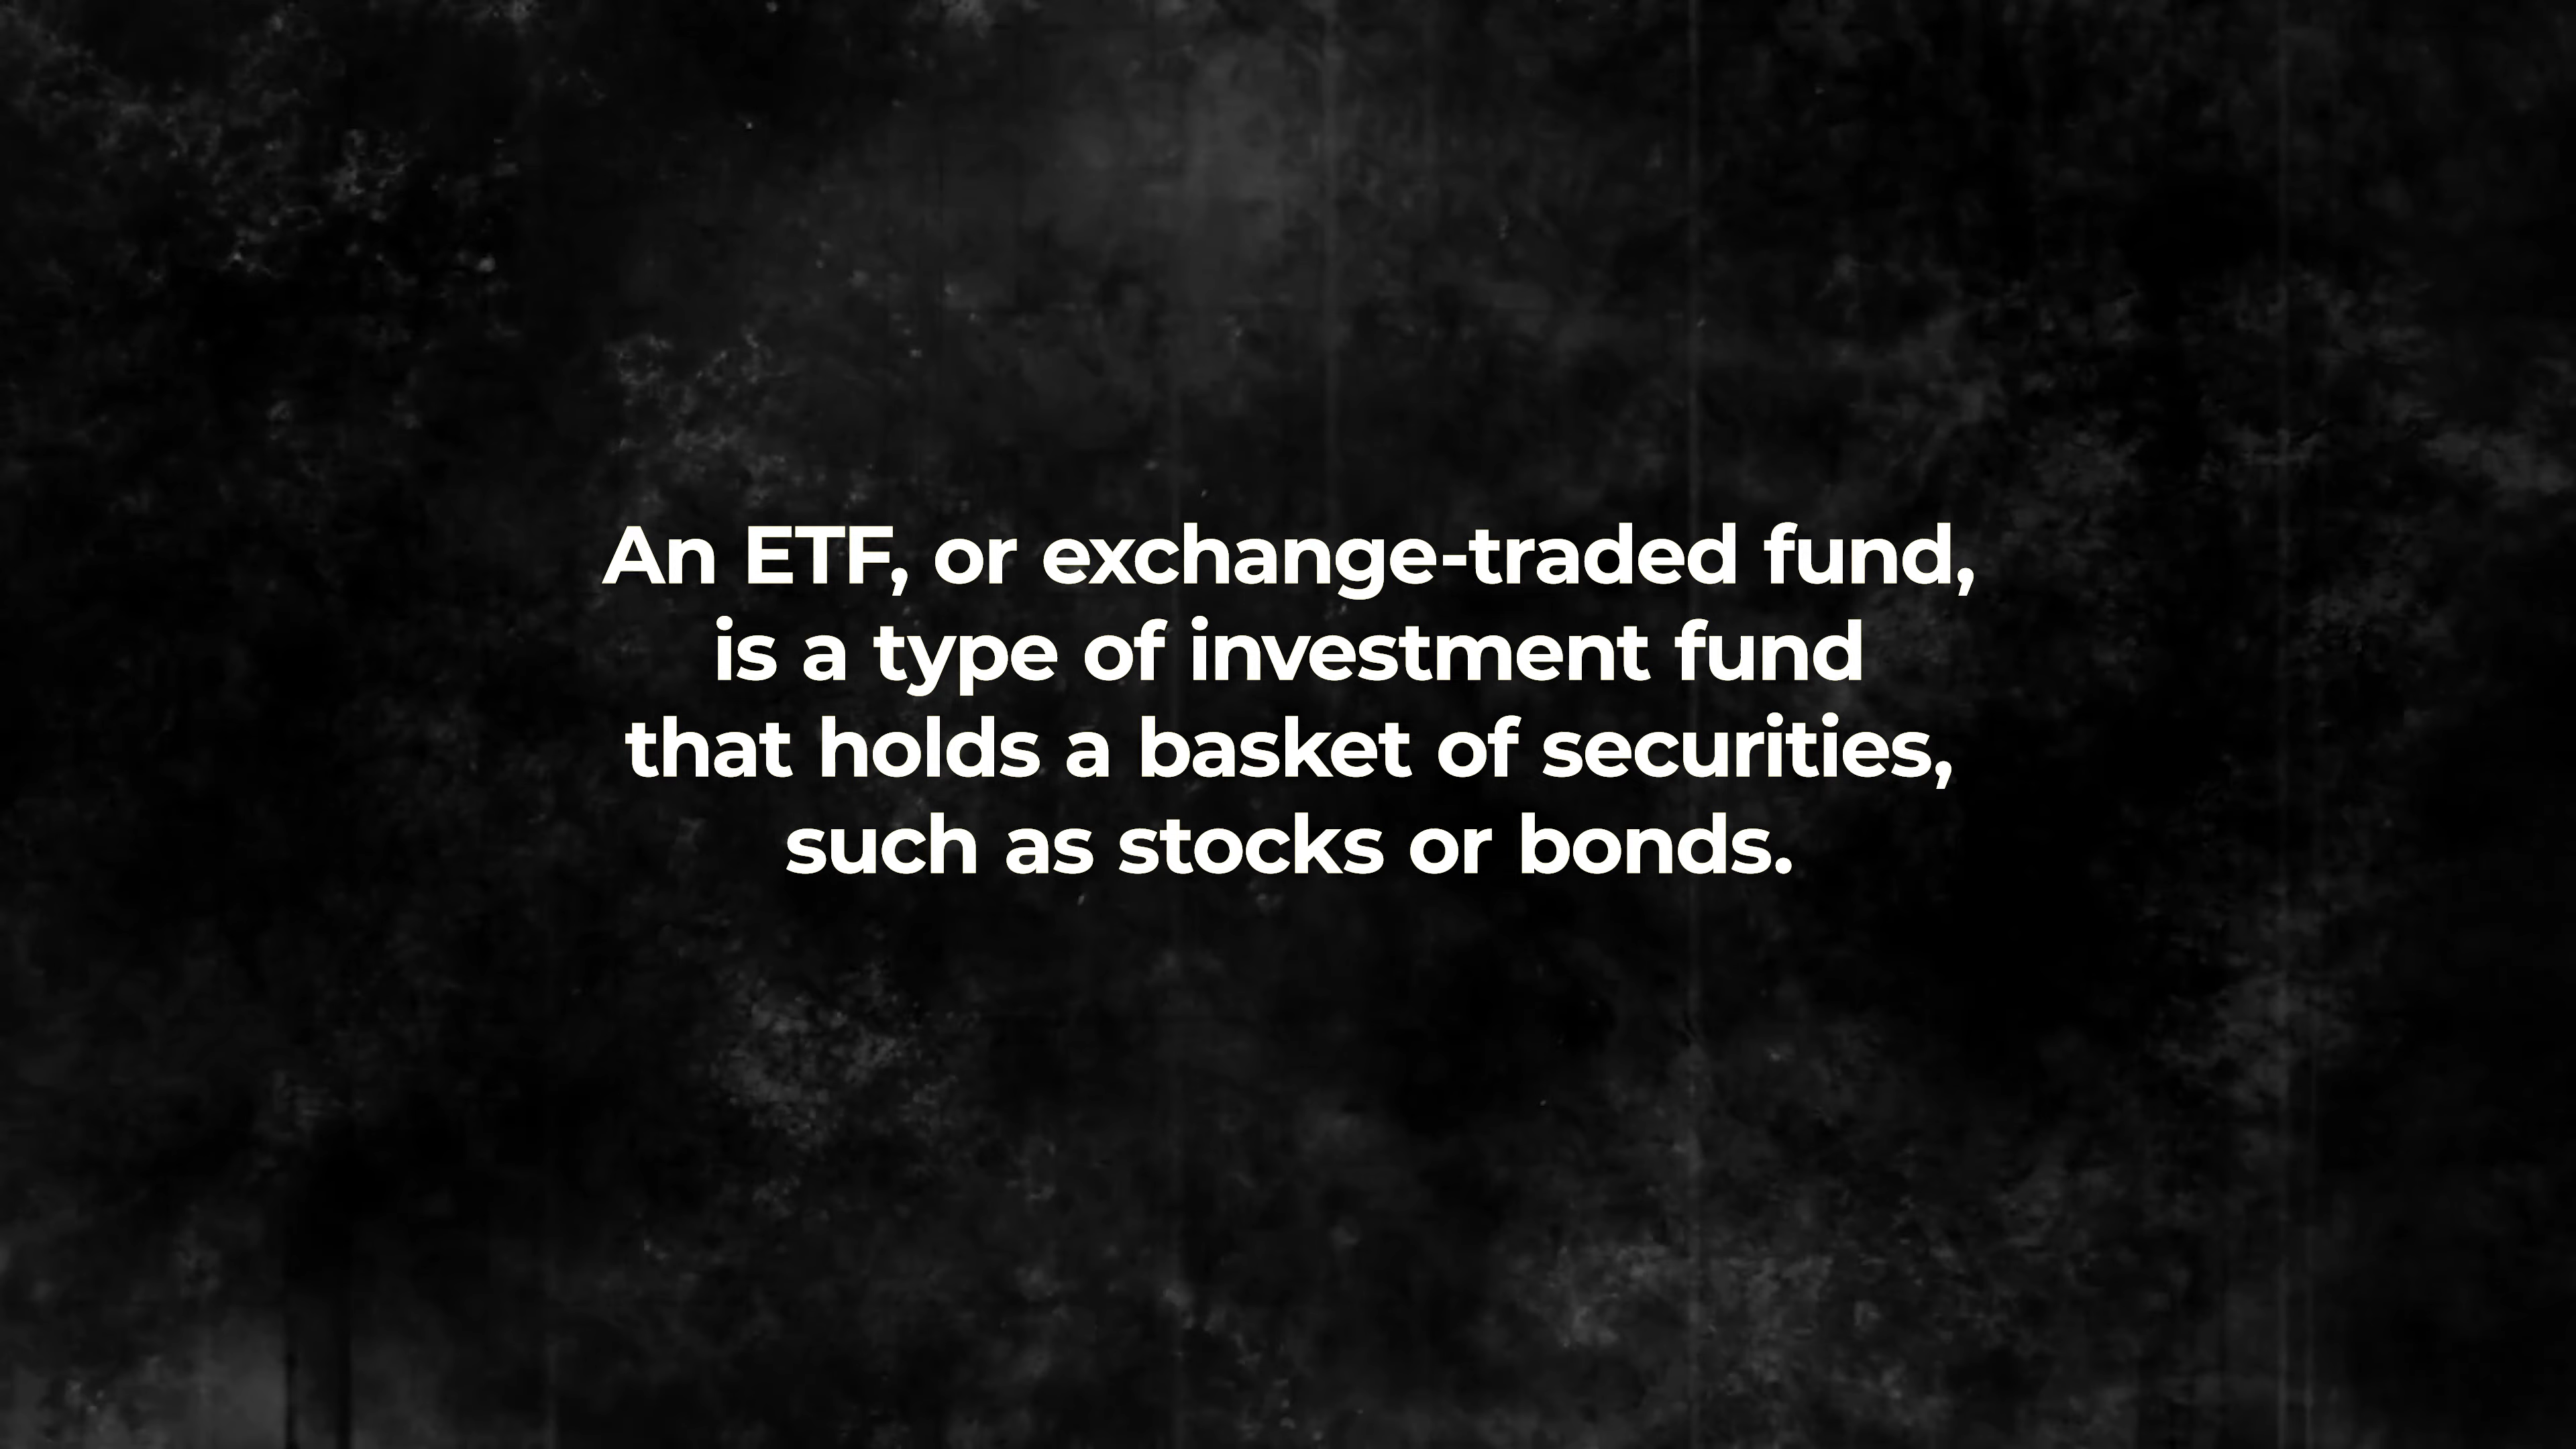 An ETF, or exchange-traded fund,
is a type of investment fund
that holds a basket of securities,
such as stocks or bonds.